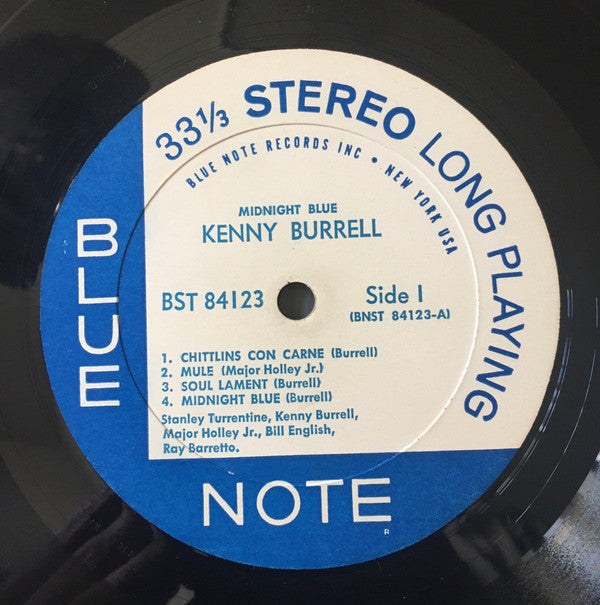 33⅓ STEREO LONG PLAYING
BLUE NOTE RECORDS INC • NEW YORK USA
MIDNIGHT BLUE
KENNY BURRELL
BST 84123
Side 1
(BNST 84123-A)
1. CHITTLINS CON CARNE (Burrell)
2. MULE (Major Holley Jr.)
3. SOUL LAMENT (Burrell)
4. MIDNIGHT BLUE (Burrell)
Stanley Turrentine, Kenny Burrell,
Major Holley Jr., Bill English,
Ray Barretto.
BLUE
NOTE
R